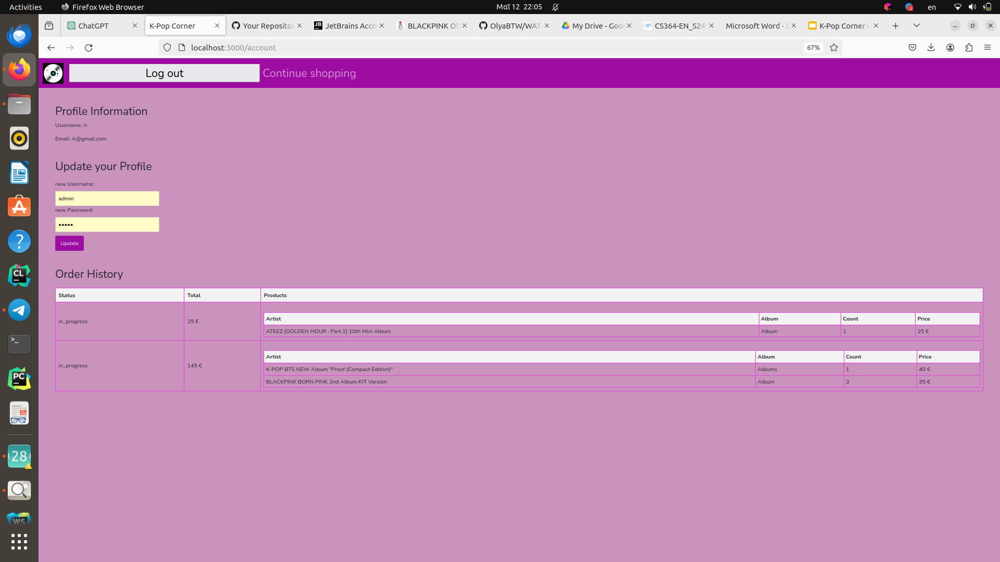 Activities Firefox Web Browser Μαΐ 12 22:05 en
ChatGPT K-Pop Corner Your Repositor JetBrains Acco BLACKPINK Of OlyaBTW/WAT- My Drive - Goo CS364-EN_S24: Microsoft Word - C K-Pop Corner -
localhost:3000/account 67%
Log out Continue shopping
Profile Information
Username: A
Email: A@gmail.com
Update your Profile
new Username:
admin
new Password:
•••••
Update
Order History
Status Total Products
in_progress 25 €
Artist Album Count Price
ATEEZ [GOLDEN HOUR : Part.1] 10th Mini Album Album 1 25 €
in_progress 145 €
Artist Album Count Price
K-POP BTS NEW Album "Proof (Compact Edition)" Albums 1 40 €
BLACKPINK BORN PINK 2nd Album KIT Version Album 3 35 €
CL
>_
PC
28
WS